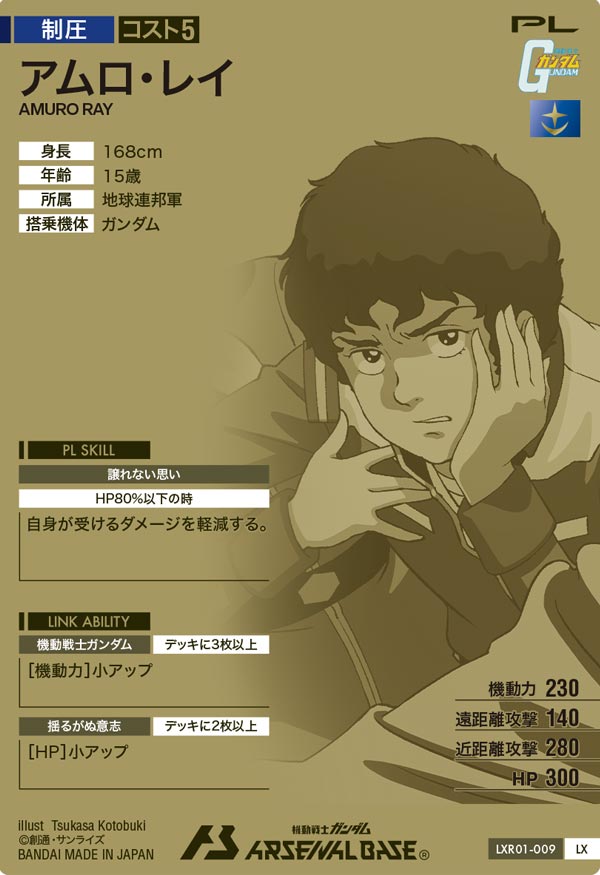 制圧 コスト5
PL
アムロ・レイ
AMURO RAY
GUNDAM
ガンダム
身長 168cm
年齢 15歳
所属 地球連邦軍
搭乗機体 ガンダム
PL SKILL
譲れない思い
HP80%以下の時
自身が受けるダメージを軽減する。
LINK ABILITY
機動戦士ガンダム デッキに3枚以上
[機動力]小アップ
揺るがぬ意志 デッキに2枚以上
[HP]小アップ
機動力 230
遠距離攻撃 140
近距離攻撃 280
HP 300
illust Tsukasa Kotobuki
©創通・サンライズ
BANDAI MADE IN JAPAN
機動戦士ガンダム
ARSENAL BASE®
LXR01-009 LX